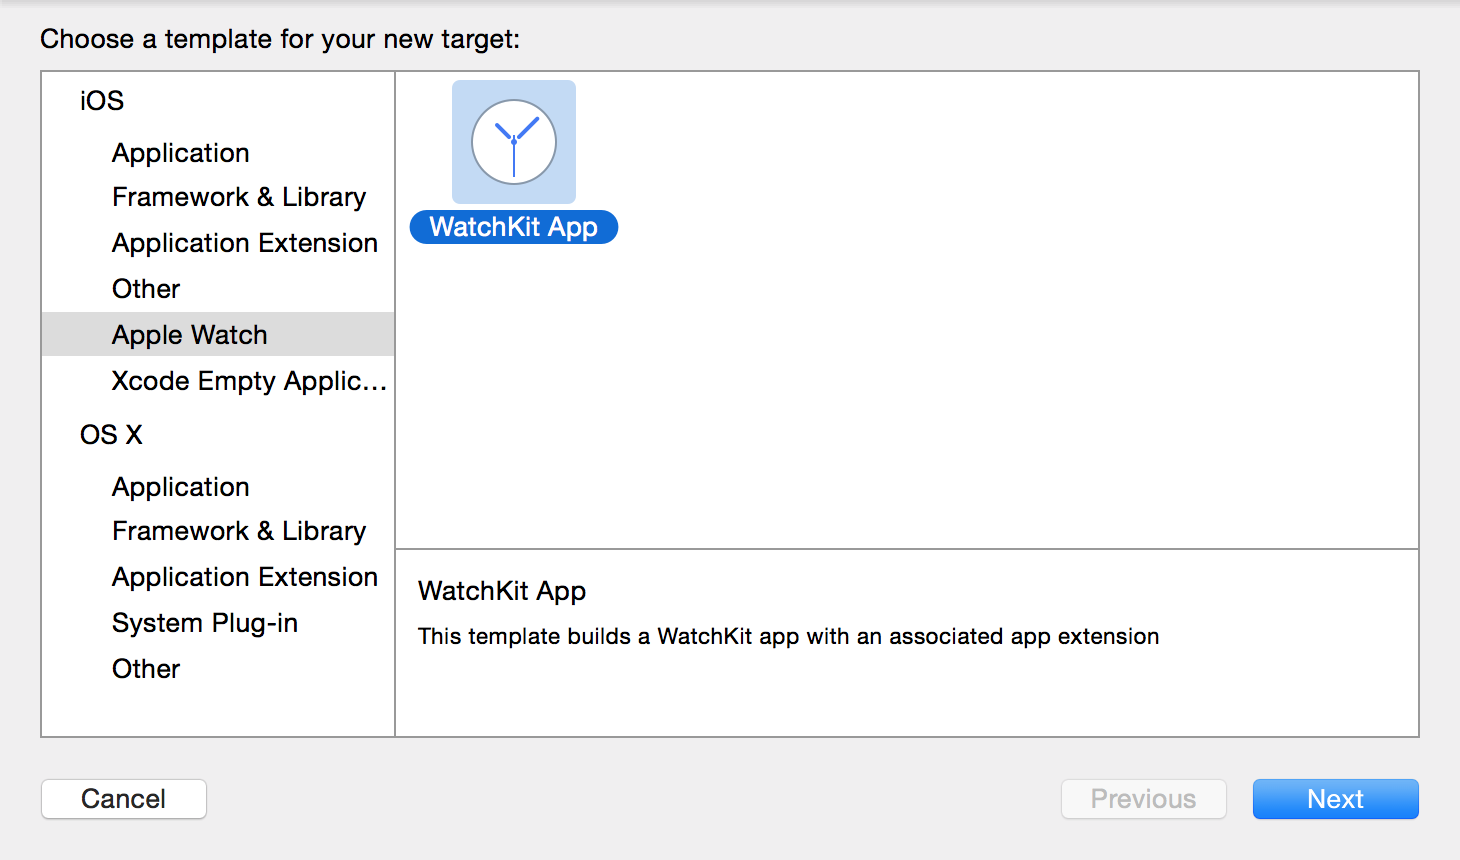 Choose a template for your new target:
iOS
Application
Framework & Library
Application Extension
Other
Apple Watch
Xcode Empty Applic...
OS X
Application
Framework & Library
Application Extension
System Plug-in
Other
WatchKit App
WatchKit App
This template builds a WatchKit app with an associated app extension
Cancel
Previous
Next